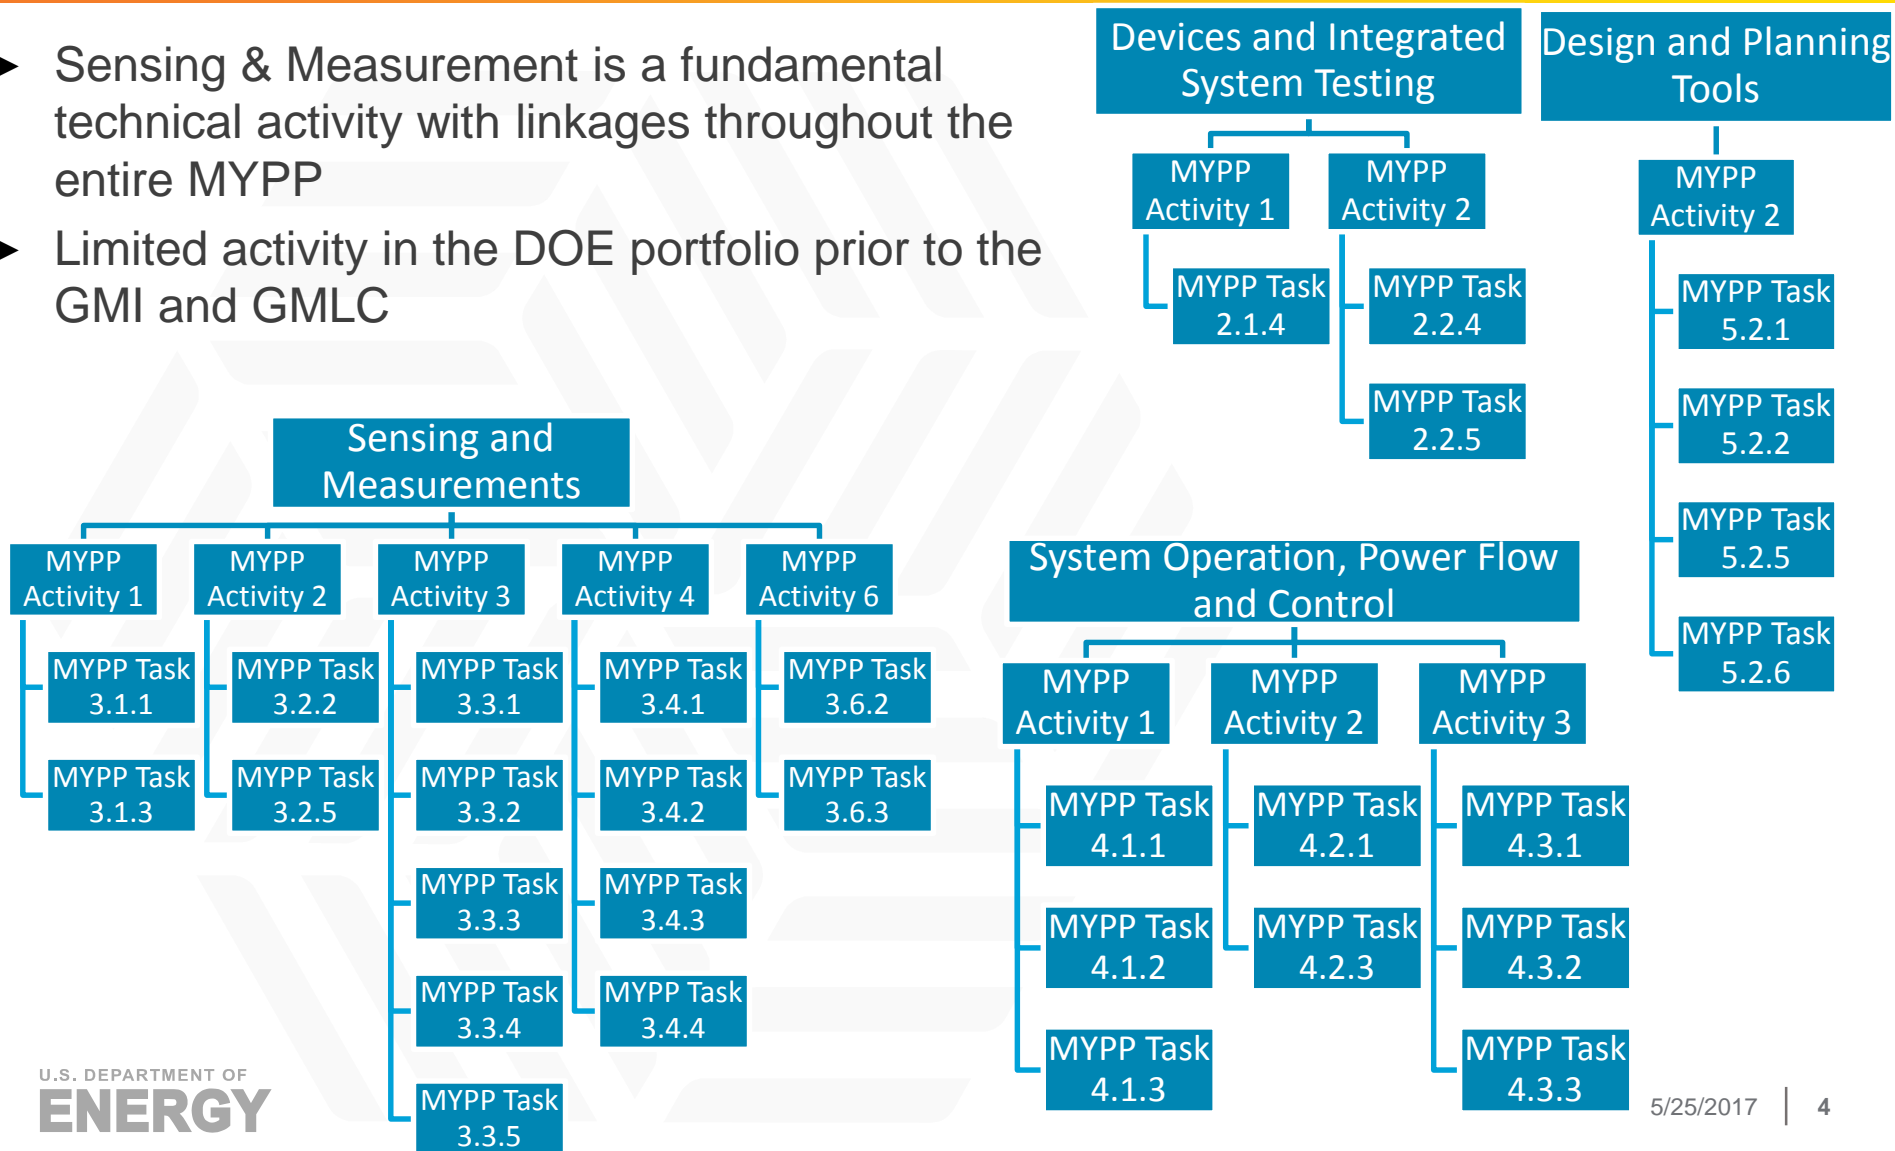 ► Sensing & Measurement is a fundamental
technical activity with linkages throughout the
entire MYPP
► Limited activity in the DOE portfolio prior to the
GMI and GMLC
Devices and Integrated
System Testing
MYPP
Activity 1
MYPP Task
2.1.4
MYPP
Activity 2
MYPP Task
2.2.4
MYPP Task
2.2.5
Design and Planning
Tools
MYPP
Activity 2
MYPP Task
5.2.1
MYPP Task
5.2.2
MYPP Task
5.2.5
MYPP Task
5.2.6
Sensing and
Measurements
MYPP
Activity 1
MYPP Task
3.1.1
MYPP Task
3.1.3
MYPP
Activity 2
MYPP Task
3.2.2
MYPP Task
3.2.5
MYPP
Activity 3
MYPP Task
3.3.1
MYPP Task
3.3.2
MYPP Task
3.3.3
MYPP Task
3.3.4
MYPP Task
3.3.5
MYPP
Activity 4
MYPP Task
3.4.1
MYPP Task
3.4.2
MYPP Task
3.4.3
MYPP Task
3.4.4
MYPP
Activity 6
MYPP Task
3.6.2
MYPP Task
3.6.3
System Operation, Power Flow
and Control
MYPP
Activity 1
MYPP Task
4.1.1
MYPP Task
4.1.2
MYPP Task
4.1.3
MYPP
Activity 2
MYPP Task
4.2.1
MYPP Task
4.2.3
MYPP
Activity 3
MYPP Task
4.3.1
MYPP Task
4.3.2
MYPP Task
4.3.3
U.S. DEPARTMENT OF
ENERGY
5/25/2017
4